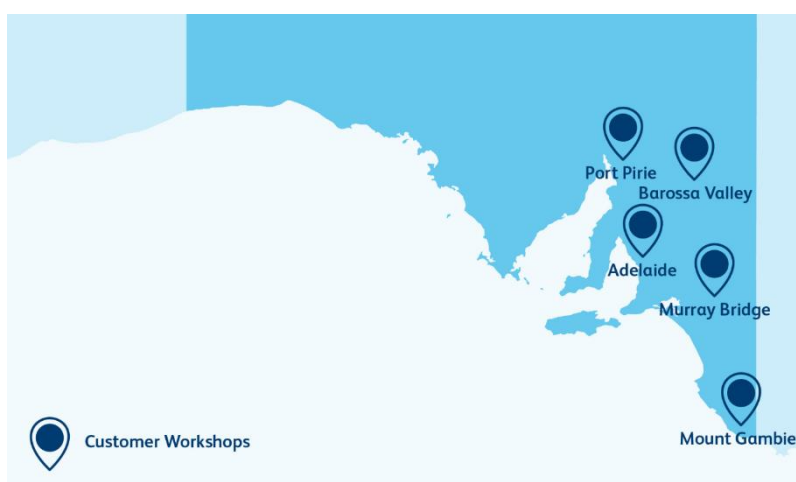 Port Pirie
Barossa Valley
Adelaide
Murray Bridge
Mount Gambie
Customer Workshops